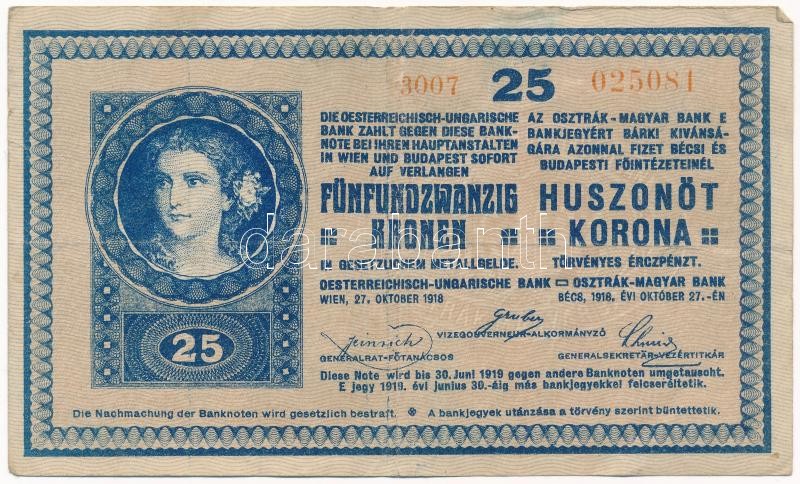 3007 25 025081
DIE OESTERREICHISCH-UNGARISCHE
BANK ZAHLT GEGEN DIESE BANK-
NOTE BEI IHREN HAUPTANSTALTEN
IN WIEN UND BUDAPEST SOFORT
AUF VERLANGEN
FÜNFUNDZWANZIG
KRONEN
IN GESETZLICHEM METALLGELDE.
OESTERREICHISCH-UNGARISCHE BANK
WIEN, 27. OKTOBER 1918
AZ OSZTRÁK-MAGYAR BANK E
BANKJEGYÉRT BÁRKI KIVÁNSÁ-
GÁRA AZONNAL FIZET BÉCSI ÉS
BUDAPESTI FŐINTÉZETEINÉL
HUSZONÖT
KORONA
TÖRVÉNYES ÉRCZPÉNZT.
OSZTRÁK-MAGYAR BANK
BÉCS, 1918. ÉVI OKTOBER 27.-ÉN
Gruber
VIZEGOUVERNEUR-ALKORMÁNYZÓ
GENERALRAT-FŐTANÁCSOS
GENERALSEKRETÄR-VEZÉRTITKÁR
25
Diese Note wird bis 30. Juni 1919 gegen andere Banknoten umgetauscht.
E jegy 1919. évi junius 30.-áig más bankjegyekkel felcseréltetik.
Die Nachmachung der Banknoten wird gesetzlich bestraft. A bankjegyek utánzása a törvény szerint büntettetik.
darabanth